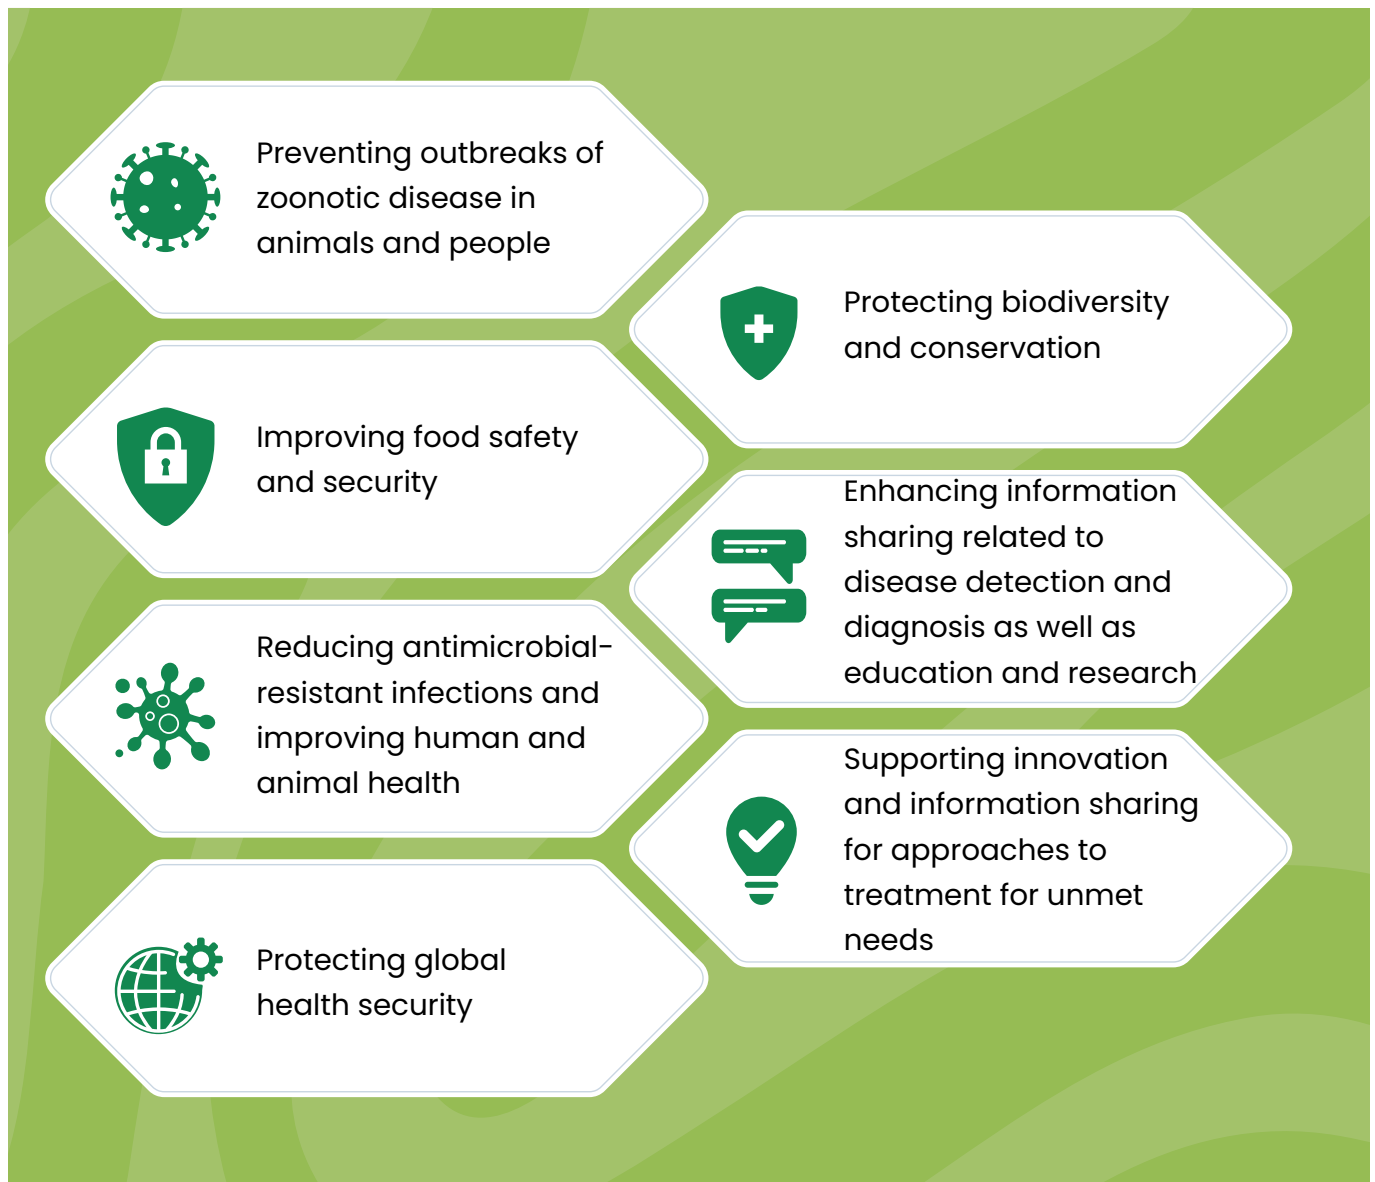 Preventing outbreaks of
zoonotic disease in
animals and people
Protecting biodiversity
and conservation
Improving food safety
and security
Enhancing information
sharing related to
disease detection and
diagnosis as well as
education and research
Reducing antimicrobial-
resistant infections and
improving human and
animal health
Supporting innovation
and information sharing
for approaches to
treatment for unmet
needs
Protecting global
health security